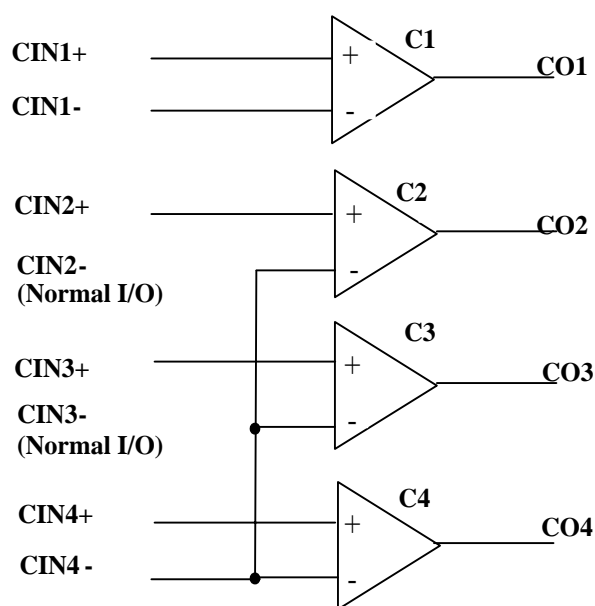 C1
CIN1+
+
CO1
CIN1-
-
C2
CIN2+
+
CO2
CIN2-
(Normal I/O)
-
C3
CIN3+
+
CO3
CIN3-
(Normal I/O)
-
C4
CIN4+
+
CO4
CIN4 -
-